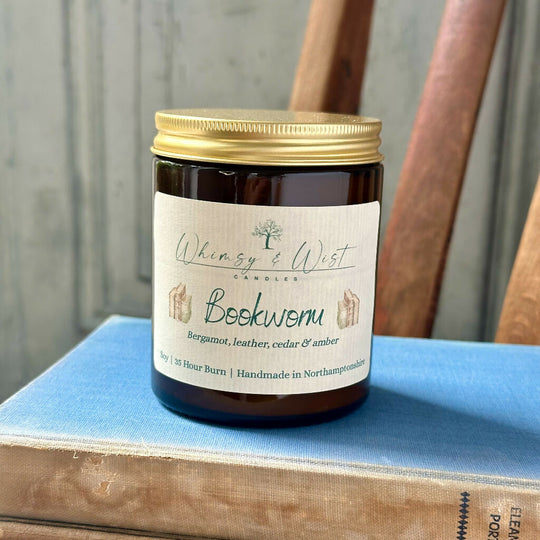 Whimsy & Wist
CANDLES
Bookworm
Bergamot, leather, cedar & amber
Soy | 35 Hour Burn | Handmade in Northamptonshire